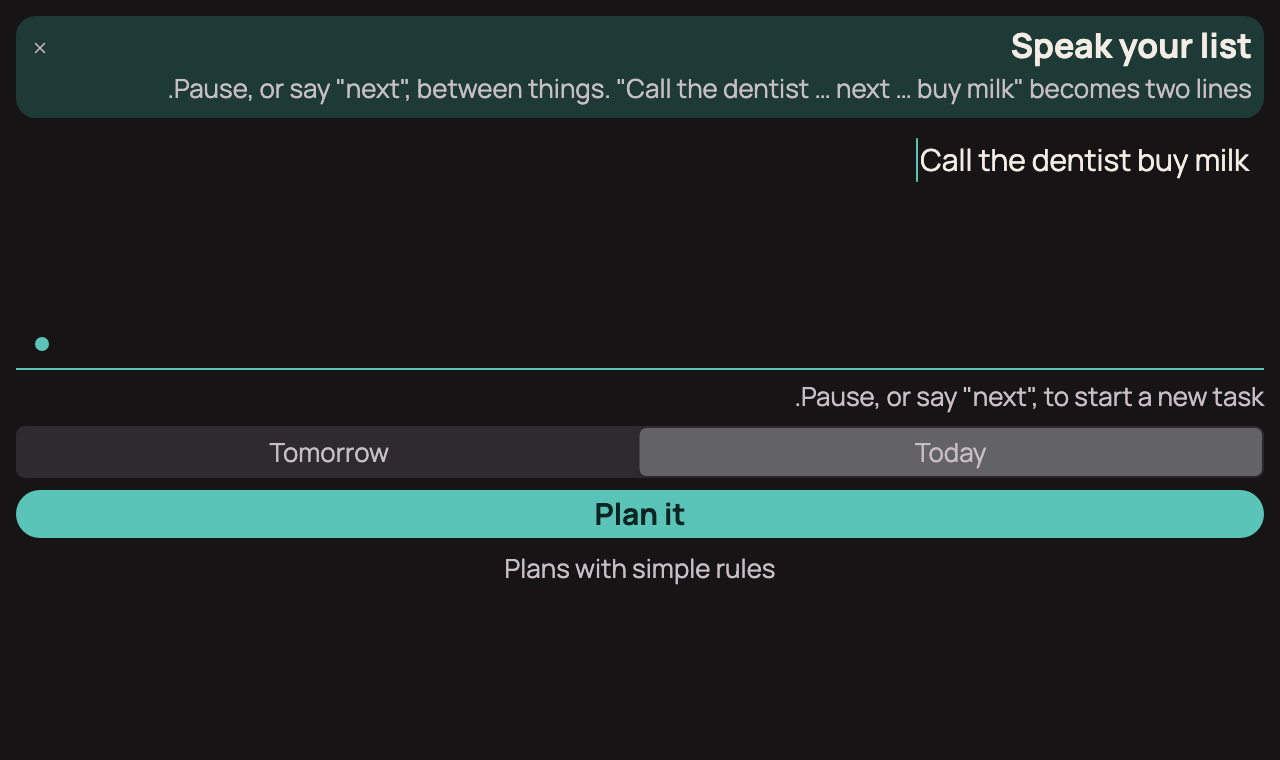 Speak your list
.Pause, or say "next", between things. "Call the dentist ... next ... buy milk" becomes two lines
Call the dentist buy milk
.Pause, or say "next", to start a new task
Today
Tomorrow
Plan it
Plans with simple rules